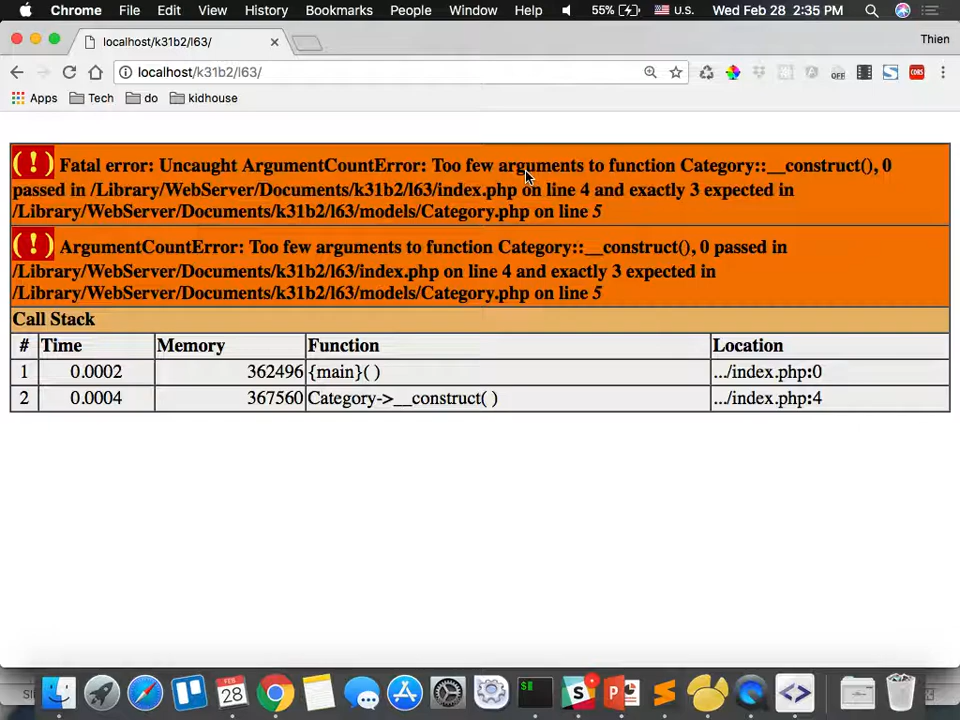 Chrome File Edit View History Bookmarks People Window Help 55% U.S. Wed Feb 28 2:35 PM
localhost/k31b2/l63/
Thien
localhost/k31b2/l63/
OFF
CORS
Apps Tech do kidhouse
( ! ) Fatal error: Uncaught ArgumentCountError: Too few arguments to function Category::__construct(), 0
passed in /Library/WebServer/Documents/k31b2/l63/index.php on line 4 and exactly 3 expected in
/Library/WebServer/Documents/k31b2/l63/models/Category.php on line 5
( ! ) ArgumentCountError: Too few arguments to function Category::__construct(), 0 passed in
/Library/WebServer/Documents/k31b2/l63/index.php on line 4 and exactly 3 expected in
/Library/WebServer/Documents/k31b2/l63/models/Category.php on line 5
Call Stack
# Time Memory Function Location
1 0.0002 362496 {main}( ) .../index.php:0
2 0.0004 367560 Category->__construct( ) .../index.php:4
FEB
28